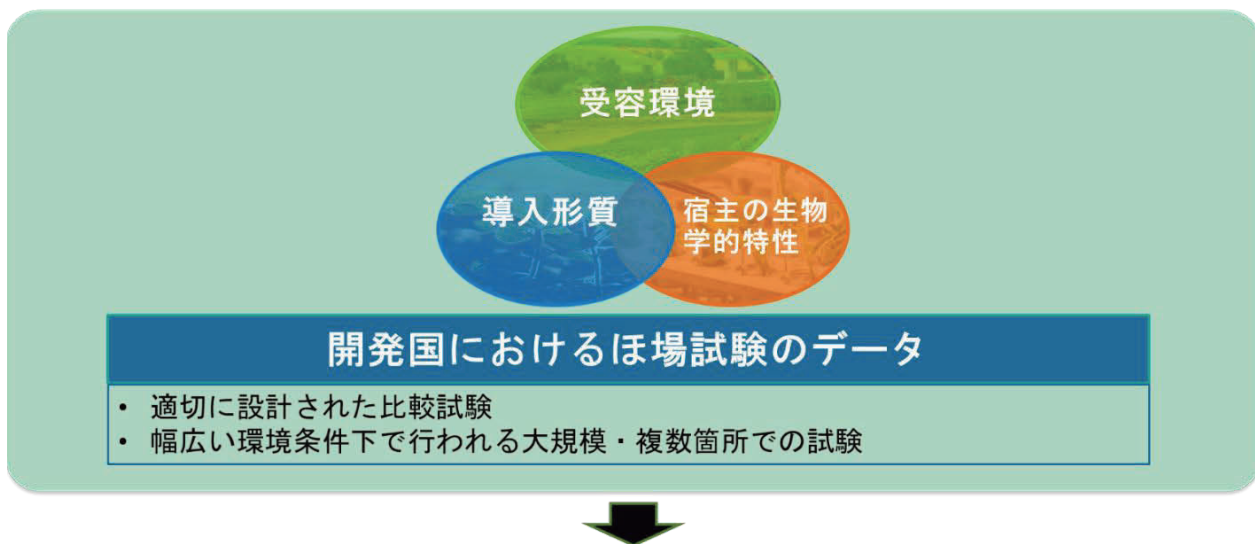 受容環境
導入形質
宿主の生物
学的特性
開発国におけるほ場試験のデータ
• 適切に設計された比較試験
• 幅広い環境条件下で行われる大規模・複数箇所での試験